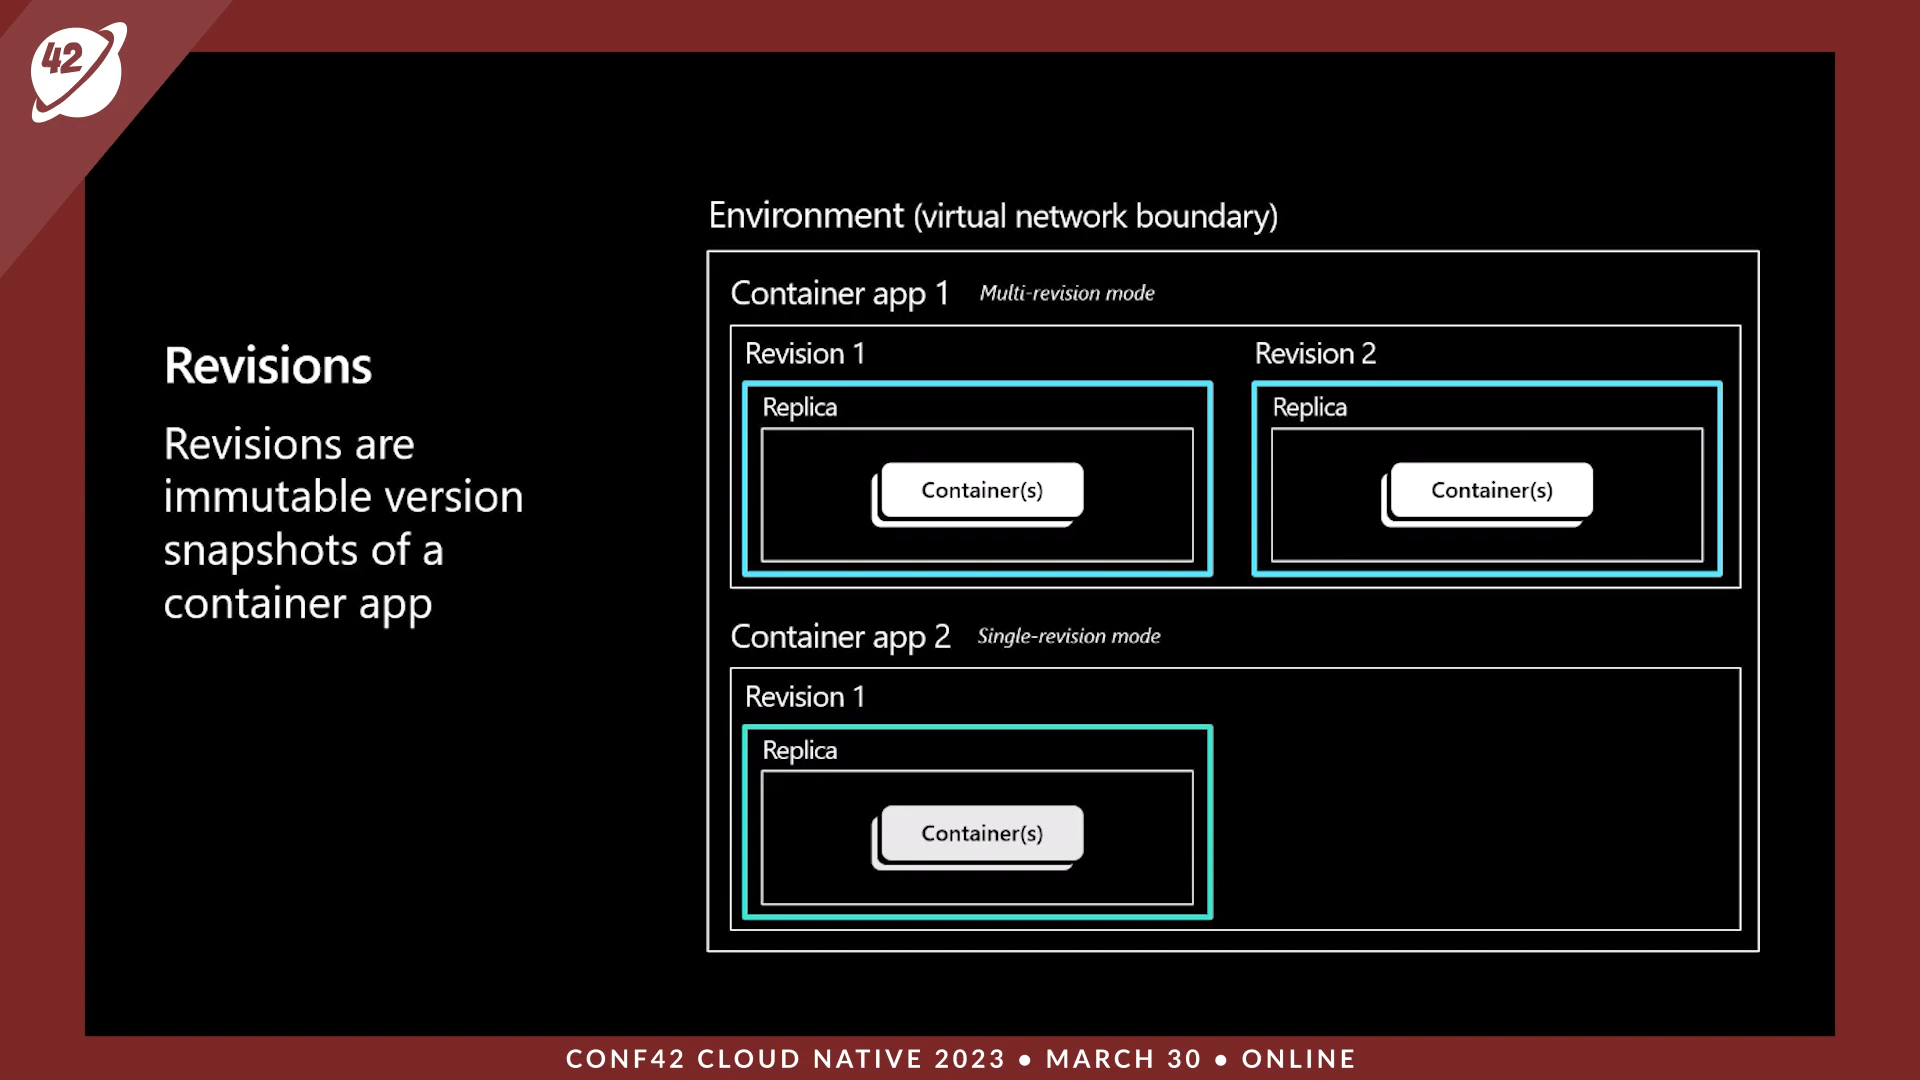 42
Revisions
Revisions are
immutable version
snapshots of a
container app
Environment (virtual network boundary)
Container app 1 Multi-revision mode
Revision 1
Replica
Container(s)
Revision 2
Replica
Container(s)
Container app 2 Single-revision mode
Revision 1
Replica
Container(s)
CONF42 CLOUD NATIVE 2023 ● MARCH 30 ● ONLINE